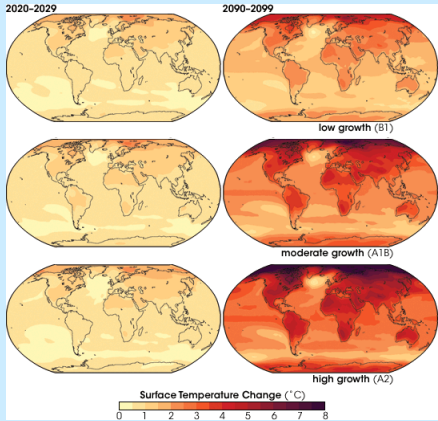 2020–2029
2090–2099
low growth (B1)
moderate growth (A1B)
high growth (A2)
Surface Temperature Change (˚C)
0 1 2 3 4 5 6 7 8